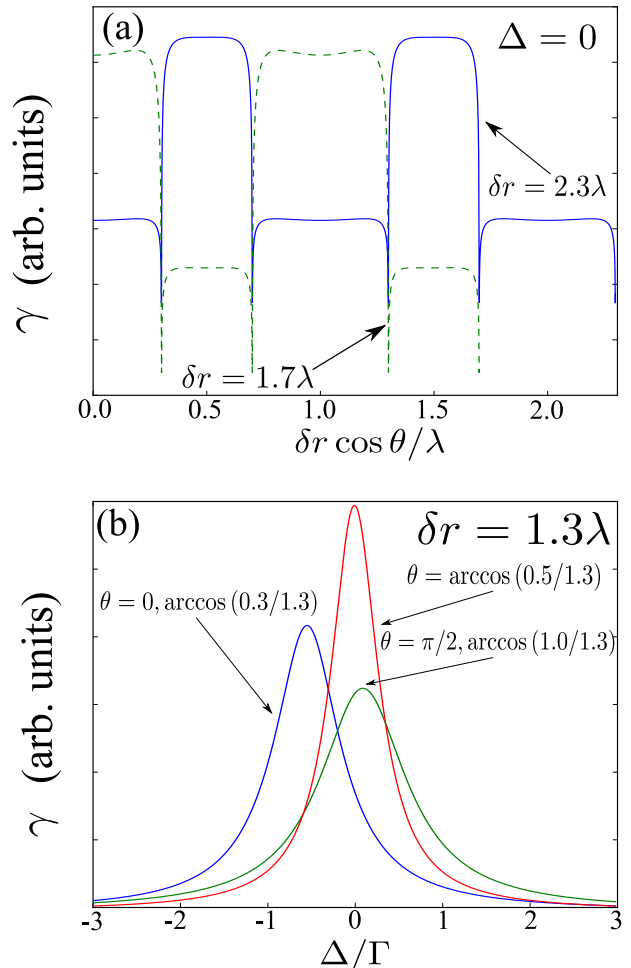 (a)
Δ = 0
δr = 2.3λ
δr = 1.7λ
γ (arb. units)
0.0 0.5 1.0 1.5 2.0
δr cos θ/λ
(b)
δr = 1.3λ
θ = arccos (0.5/1.3)
θ = 0, arccos (0.3/1.3)
θ = π/2, arccos (1.0/1.3)
γ (arb. units)
-3 -2 -1 0 1 2 3
Δ/Γ